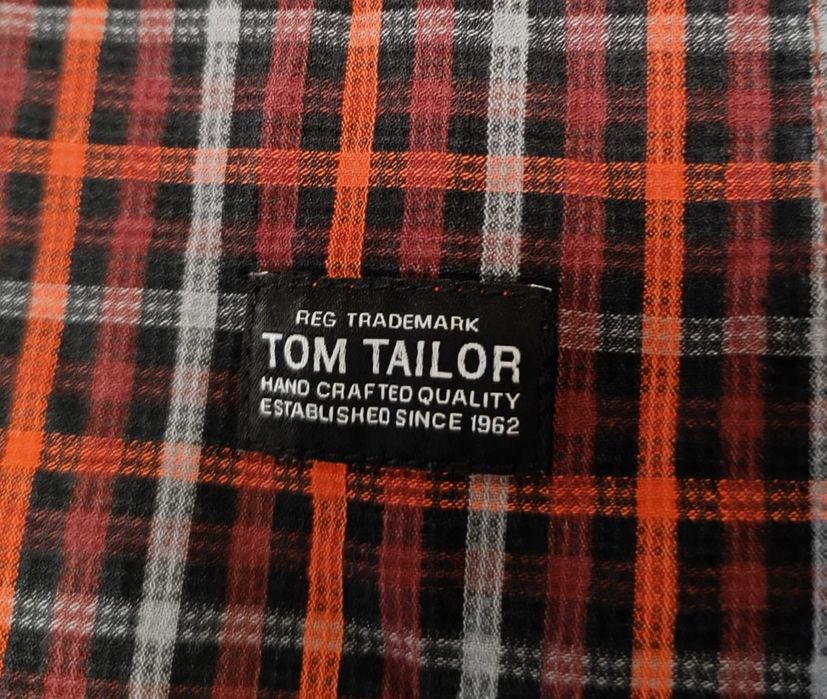 REG TRADEMARK
TOM TAILOR
HAND CRAFTED QUALITY
ESTABLISHED SINCE 1962